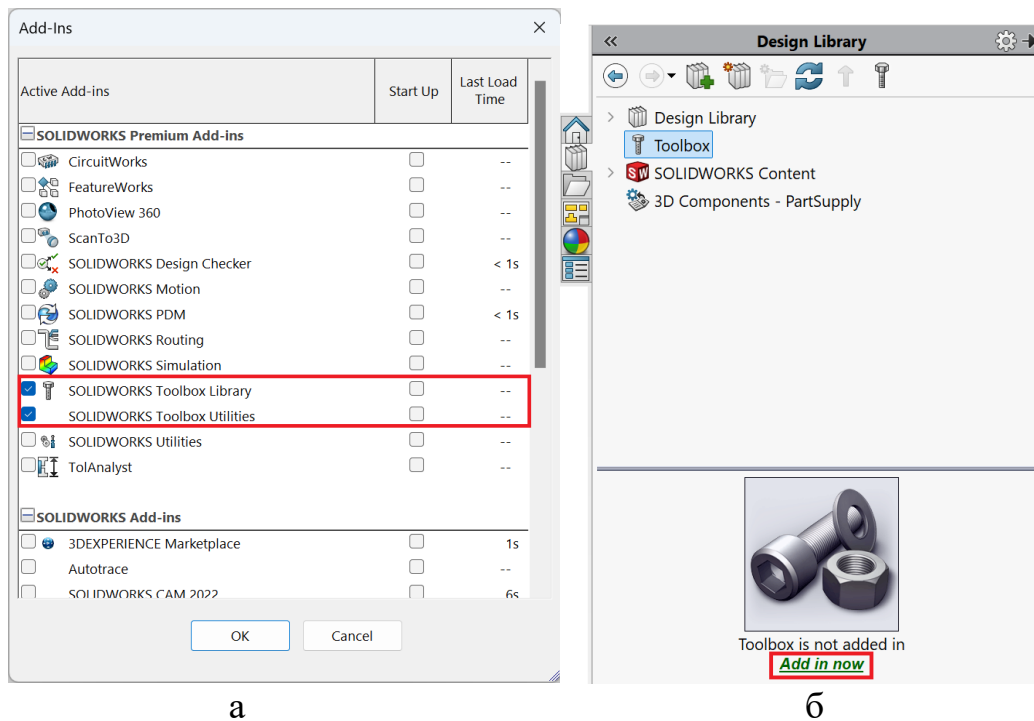 Add-Ins
Active Add-ins
Start Up
Last Load
Time
SOLIDWORKS Premium Add-ins
CircuitWorks --
FeatureWorks --
PhotoView 360 --
ScanTo3D --
SOLIDWORKS Design Checker < 1s
SOLIDWORKS Motion --
SOLIDWORKS PDM < 1s
SOLIDWORKS Routing --
SOLIDWORKS Simulation --
SOLIDWORKS Toolbox Library --
SOLIDWORKS Toolbox Utilities --
SOLIDWORKS Utilities --
TolAnalyst --
SOLIDWORKS Add-ins
3DEXPERIENCE Marketplace 1s
Autotrace --
SOLIDWORKS CAM 2022 6s
OK
Cancel
а
Design Library
Design Library
Toolbox
SOLIDWORKS Content
3D Components - PartSupply
Toolbox is not added in
Add in now
б